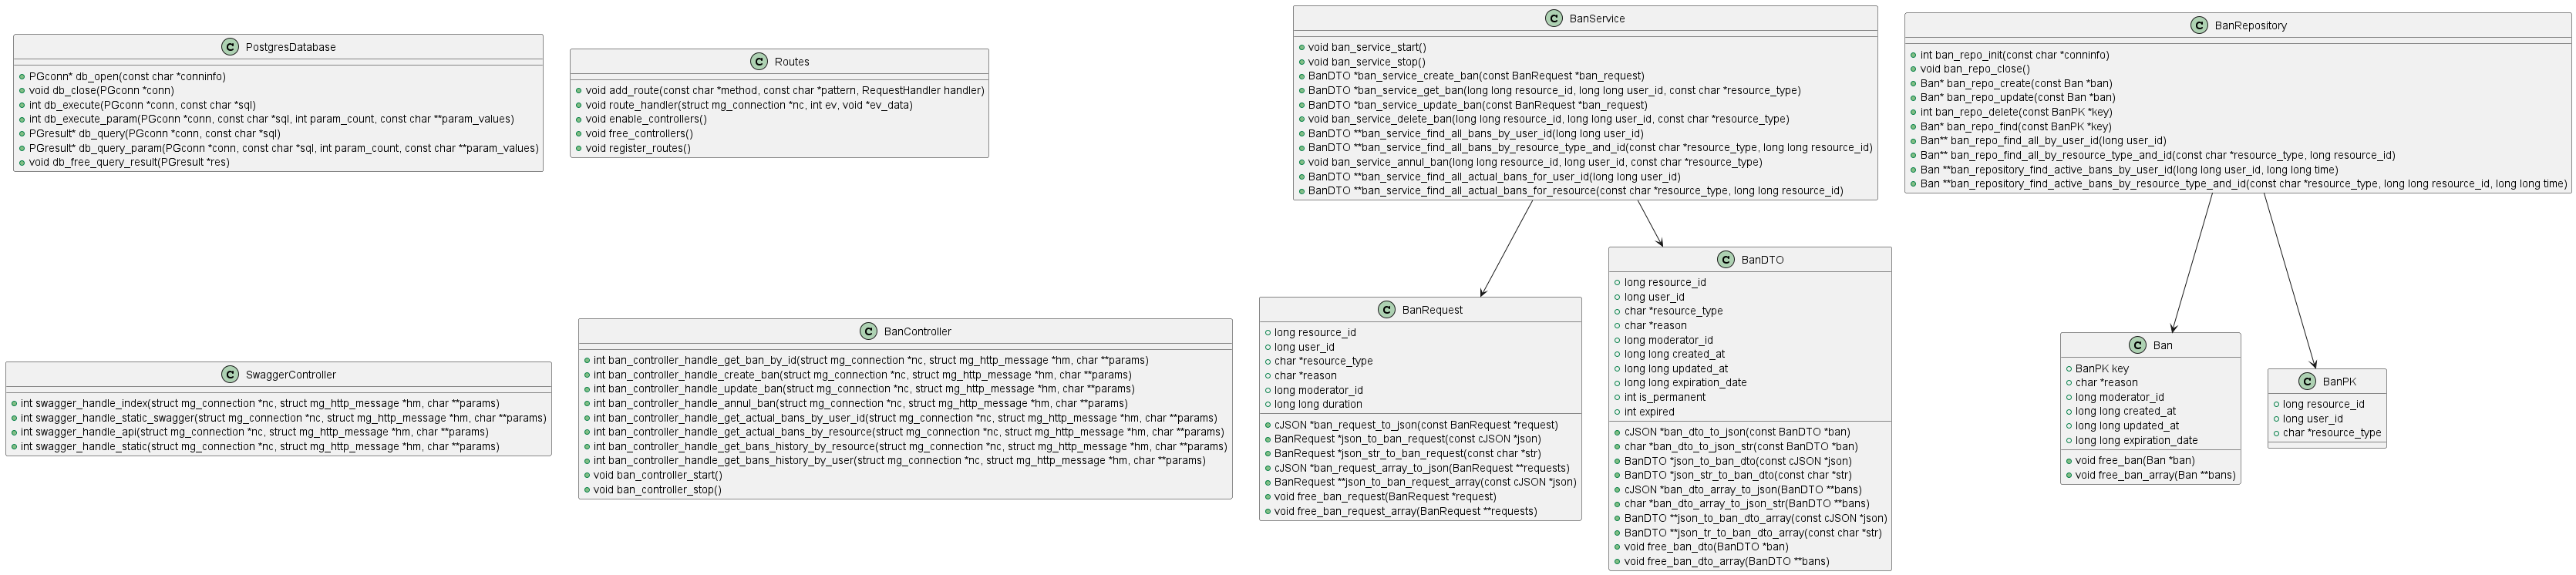 PostgresDatabase
PGconn* db_open(const char *conninfo)
void db_close(PGconn *conn)
int db_execute(PGconn *conn, const char *sql)
int db_execute_param(PGconn *conn, const char *sql, int param_count, const char **param_values)
PGresult* db_query(PGconn *conn, const char *sql)
PGresult* db_query_param(PGconn *conn, const char *sql, int param_count, const char **param_values)
void db_free_query_result(PGresult *res)
Routes
void add_route(const char *method, const char *pattern, RequestHandler handler)
void route_handler(struct mg_connection *nc, int ev, void *ev_data)
void enable_controllers()
void free_controllers()
void register_routes()
BanService
void ban_service_start()
void ban_service_stop()
BanDTO *ban_service_create_ban(const BanRequest *ban_request)
BanDTO *ban_service_get_ban(long long resource_id, long long user_id, const char *resource_type)
BanDTO *ban_service_update_ban(const BanRequest *ban_request)
void ban_service_delete_ban(long long resource_id, long long user_id, const char *resource_type)
BanDTO **ban_service_find_all_bans_by_user_id(long long user_id)
BanDTO **ban_service_find_all_bans_by_resource_type_and_id(const char *resource_type, long long resource_id)
void ban_service_annul_ban(long long resource_id, long user_id, const char *resource_type)
BanDTO **ban_service_find_all_actual_bans_for_user_id(long long user_id)
BanDTO **ban_service_find_all_actual_bans_for_resource(const char *resource_type, long long resource_id)
BanRepository
int ban_repo_init(const char *conninfo)
void ban_repo_close()
Ban* ban_repo_create(const Ban *ban)
Ban* ban_repo_update(const Ban *ban)
int ban_repo_delete(const BanPK *key)
Ban* ban_repo_find(const BanPK *key)
Ban** ban_repo_find_all_by_user_id(long user_id)
Ban** ban_repo_find_all_by_resource_type_and_id(const char *resource_type, long resource_id)
Ban **ban_repository_find_active_bans_by_user_id(long long user_id, long long time)
Ban **ban_repository_find_active_bans_by_resource_type_and_id(const char *resource_type, long long resource_id, long long time)
SwaggerController
int swagger_handle_index(struct mg_connection *nc, struct mg_http_message *hm, char **params)
int swagger_handle_static_swagger(struct mg_connection *nc, struct mg_http_message *hm, char **params)
int swagger_handle_api(struct mg_connection *nc, struct mg_http_message *hm, char **params)
int swagger_handle_static(struct mg_connection *nc, struct mg_http_message *hm, char **params)
BanController
int ban_controller_handle_get_ban_by_id(struct mg_connection *nc, struct mg_http_message *hm, char **params)
int ban_controller_handle_create_ban(struct mg_connection *nc, struct mg_http_message *hm, char **params)
int ban_controller_handle_update_ban(struct mg_connection *nc, struct mg_http_message *hm, char **params)
int ban_controller_handle_annul_ban(struct mg_connection *nc, struct mg_http_message *hm, char **params)
int ban_controller_handle_get_actual_bans_by_user_id(struct mg_connection *nc, struct mg_http_message *hm, char **params)
int ban_controller_handle_get_actual_bans_by_resource(struct mg_connection *nc, struct mg_http_message *hm, char **params)
int ban_controller_handle_get_bans_history_by_resource(struct mg_connection *nc, struct mg_http_message *hm, char **params)
int ban_controller_handle_get_bans_history_by_user(struct mg_connection *nc, struct mg_http_message *hm, char **params)
void ban_controller_start()
void ban_controller_stop()
BanRequest
long resource_id
long user_id
char *resource_type
char *reason
long moderator_id
long long duration
cJSON *ban_request_to_json(const BanRequest *request)
BanRequest *json_to_ban_request(const cJSON *json)
BanRequest *json_str_to_ban_request(const char *str)
cJSON *ban_request_array_to_json(BanRequest **requests)
BanRequest **json_to_ban_request_array(const cJSON *json)
void free_ban_request(BanRequest *request)
void free_ban_request_array(BanRequest **requests)
BanDTO
long resource_id
long user_id
char *resource_type
char *reason
long moderator_id
long long created_at
long long updated_at
long long expiration_date
int is_permanent
int expired
cJSON *ban_dto_to_json(const BanDTO *ban)
char *ban_dto_to_json_str(const BanDTO *ban)
BanDTO *json_to_ban_dto(const cJSON *json)
BanDTO *json_str_to_ban_dto(const char *str)
cJSON *ban_dto_array_to_json(BanDTO **bans)
char *ban_dto_array_to_json_str(BanDTO **bans)
BanDTO **json_to_ban_dto_array(const cJSON *json)
BanDTO **json_tr_to_ban_dto_array(const char *str)
void free_ban_dto(BanDTO *ban)
void free_ban_dto_array(BanDTO **bans)
Ban
BanPK key
char *reason
long moderator_id
long long created_at
long long updated_at
long long expiration_date
void free_ban(Ban *ban)
void free_ban_array(Ban **bans)
BanPK
long resource_id
long user_id
char *resource_type